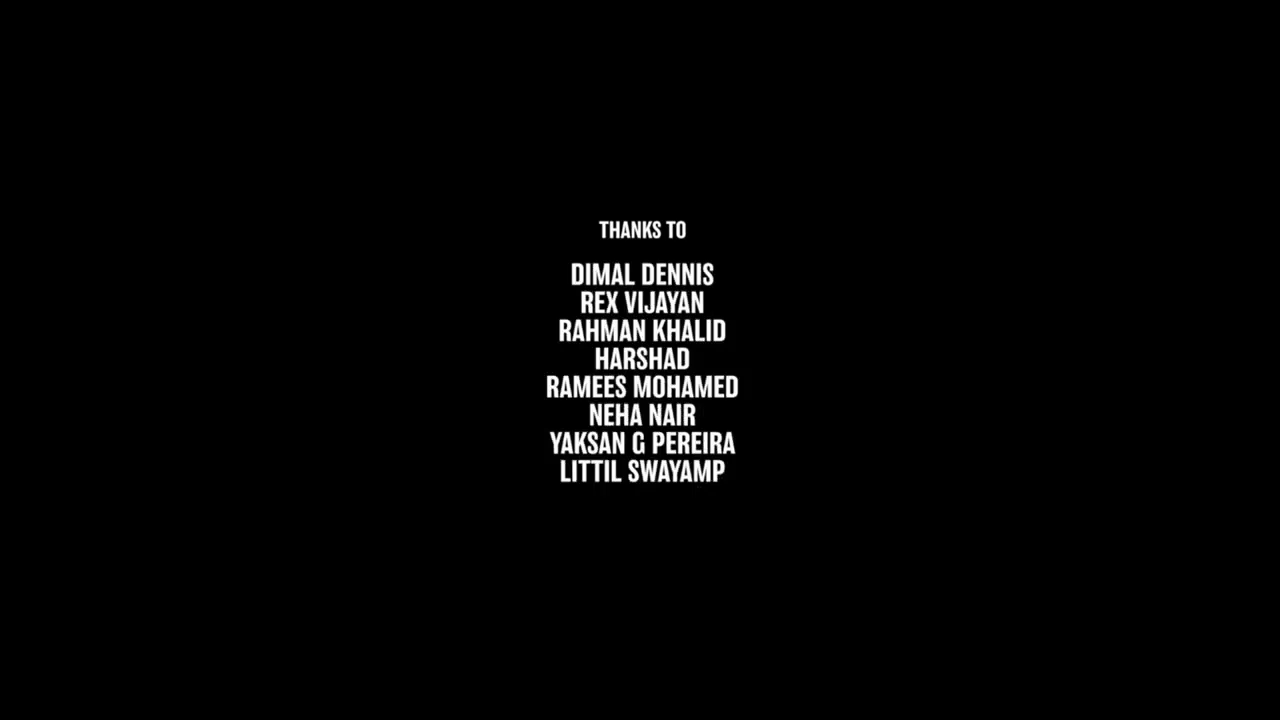 THANKS TO
DIMAL DENNIS
REX VIJAYAN
RAHMAN KHALID
HARSHAD
RAMEES MOHAMED
NEHA NAIR
YAKSAN G PEREIRA
LITTIL SWAYAMP